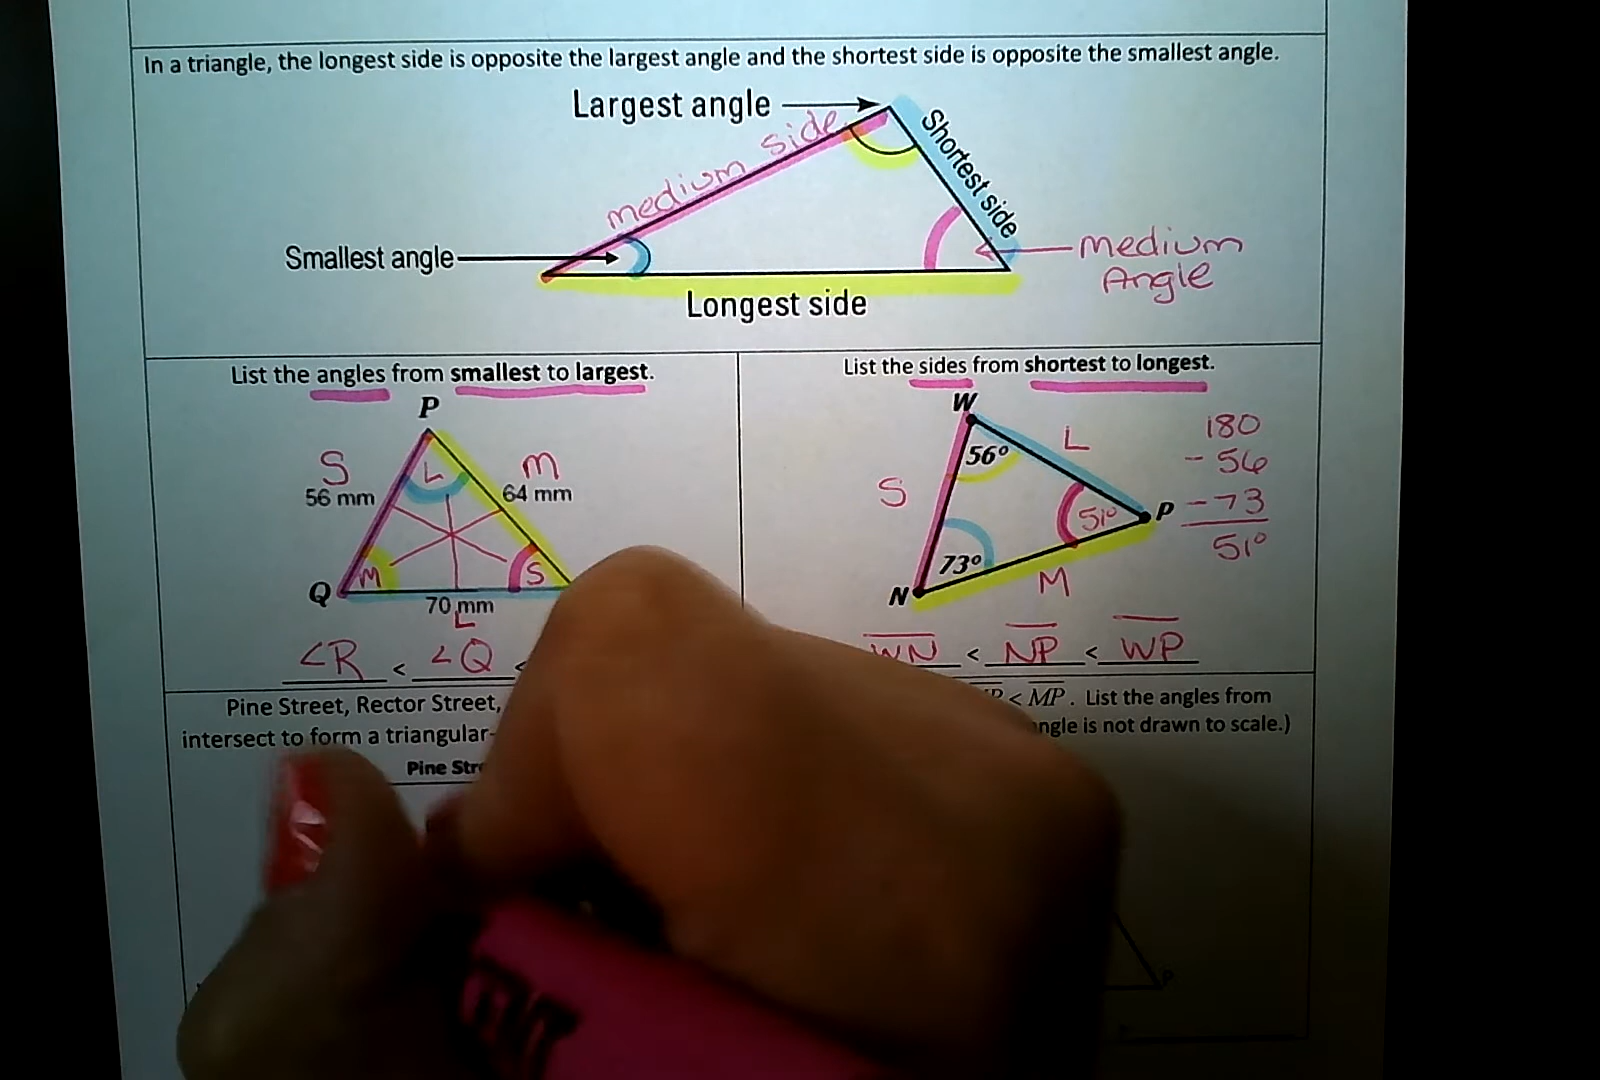 In a triangle, the longest side is opposite the largest angle and the shortest side is opposite the smallest angle.
Largest angle
medium side
Shortest side
Smallest angle
medium
Angle
Longest side
List the angles from smallest to largest.
P
S
56 mm
L
m
64 mm
M
S
Q
70 mm
L
<R < <Q <
List the sides from shortest to longest.
W
56°
L
S
51°
P
73°
N
M
180
- 56
- 73
51°
WN < NP < WP
Pine Street, Rector Street,
intersect to form a triangular-
Pine
< MP . List the angles from
is not drawn to scale.)